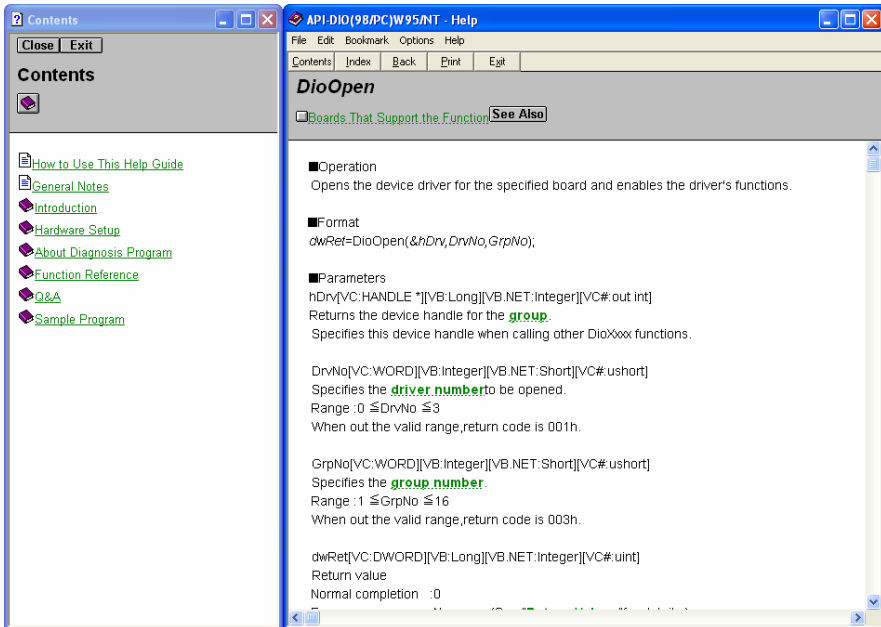 Contents
Close Exit
Contents
How to Use This Help Guide
General Notes
Introduction
Hardware Setup
About Diagnosis Program
Function Reference
Q&A
Sample Program
API-DIO(98/PC)W95/NT - Help
File Edit Bookmark Options Help
Contents Index Back Print Exit
DioOpen
Boards That Support the Function See Also
■Operation
Opens the device driver for the specified board and enables the driver's functions.
■Format
dwRet=DioOpen(&hDrv,DrvNo,GrpNo);
■Parameters
hDrv[VC:HANDLE *][VB:Long][VB.NET:Integer][VC#:out int]
Returns the device handle for the group.
Specifies this device handle when calling other DioXxxx functions.
DrvNo[VC:WORD][VB:Integer][VB.NET:Short][VC#:ushort]
Specifies the driver numberto be opened.
Range :0 ≦DrvNo ≦3
When out the valid range,return code is 001h.
GrpNo[VC:WORD][VB:Integer][VB.NET:Short][VC#:ushort]
Specifies the group number.
Range :1 ≦GrpNo ≦16
When out the valid range,return code is 003h.
dwRet[VC:DWORD][VB:Long][VB.NET:Integer][VC#:uint]
Return value
Normal completion :0